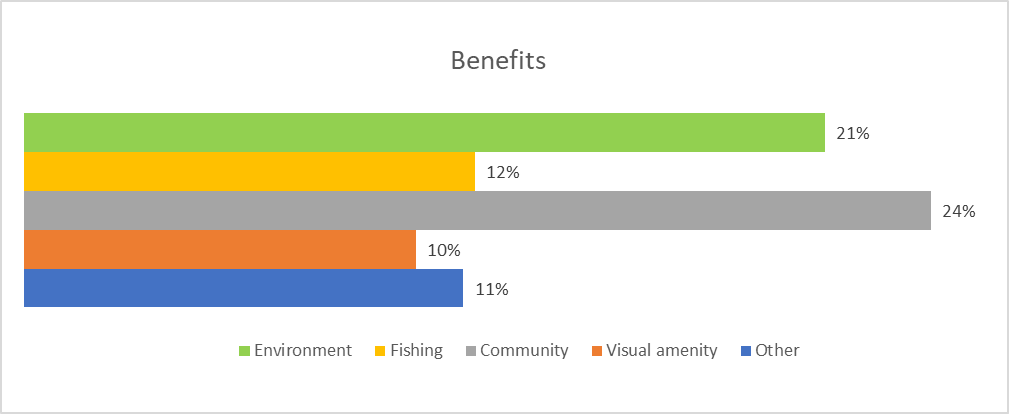 Benefits
21%
12%
24%
10%
11%
Environment Fishing Community Visual amenity Other